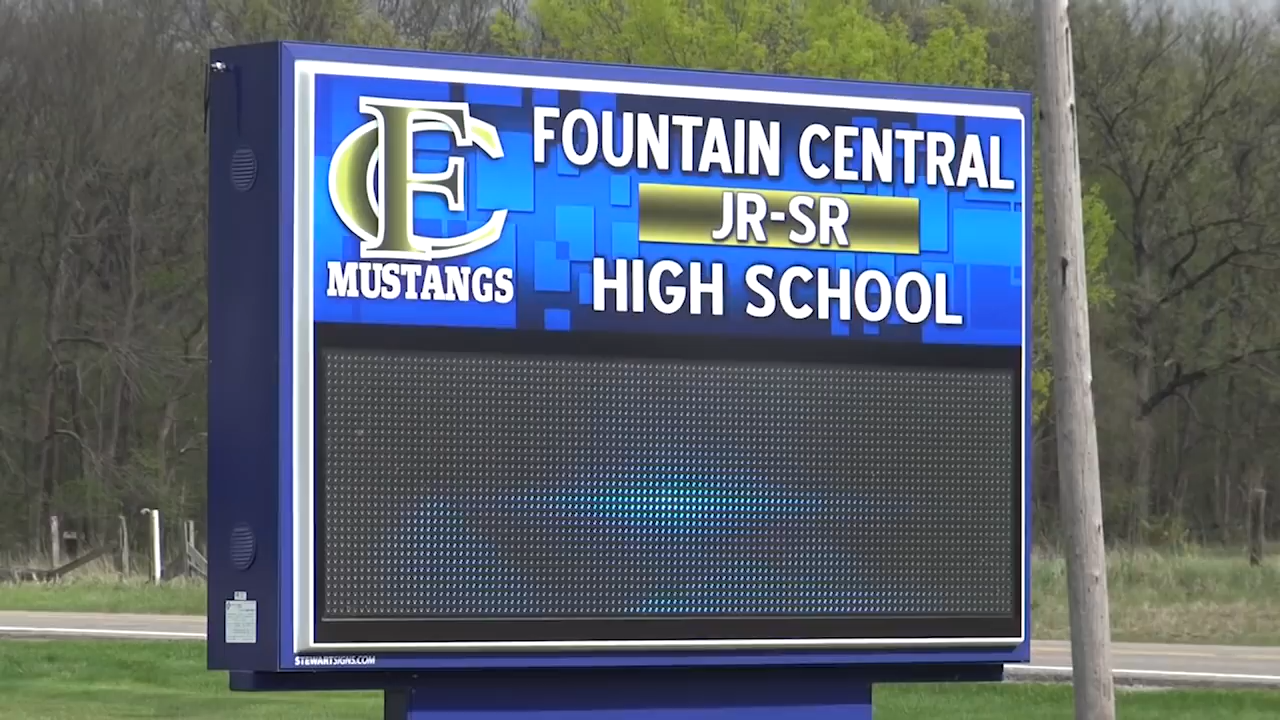 FC
MUSTANGS
FOUNTAIN CENTRAL
JR-SR
HIGH SCHOOL
STEWARTSIGNS.COM